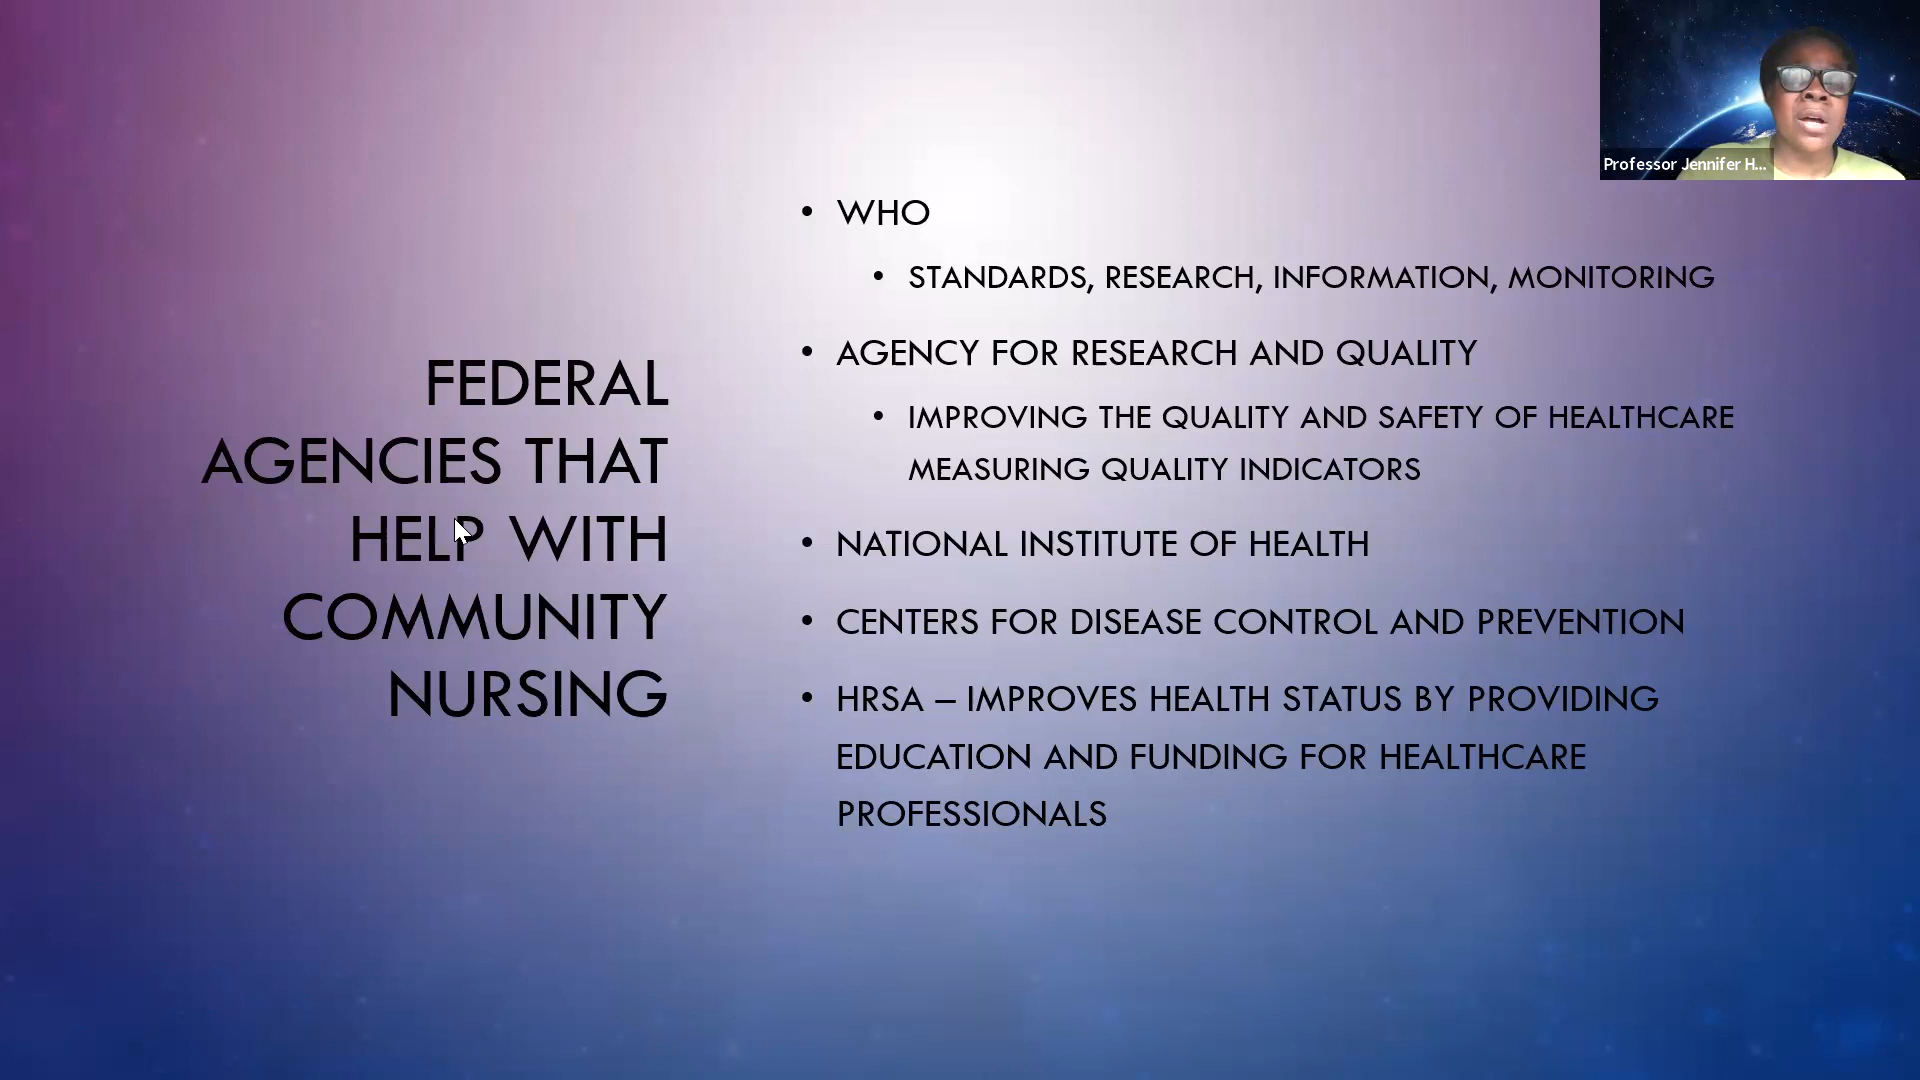 Professor Jennifer H...
FEDERAL
AGENCIES THAT
HELP WITH
COMMUNITY
NURSING
• WHO
• STANDARDS, RESEARCH, INFORMATION, MONITORING
• AGENCY FOR RESEARCH AND QUALITY
• IMPROVING THE QUALITY AND SAFETY OF HEALTHCARE
MEASURING QUALITY INDICATORS
• NATIONAL INSTITUTE OF HEALTH
• CENTERS FOR DISEASE CONTROL AND PREVENTION
• HRSA – IMPROVES HEALTH STATUS BY PROVIDING
EDUCATION AND FUNDING FOR HEALTHCARE
PROFESSIONALS